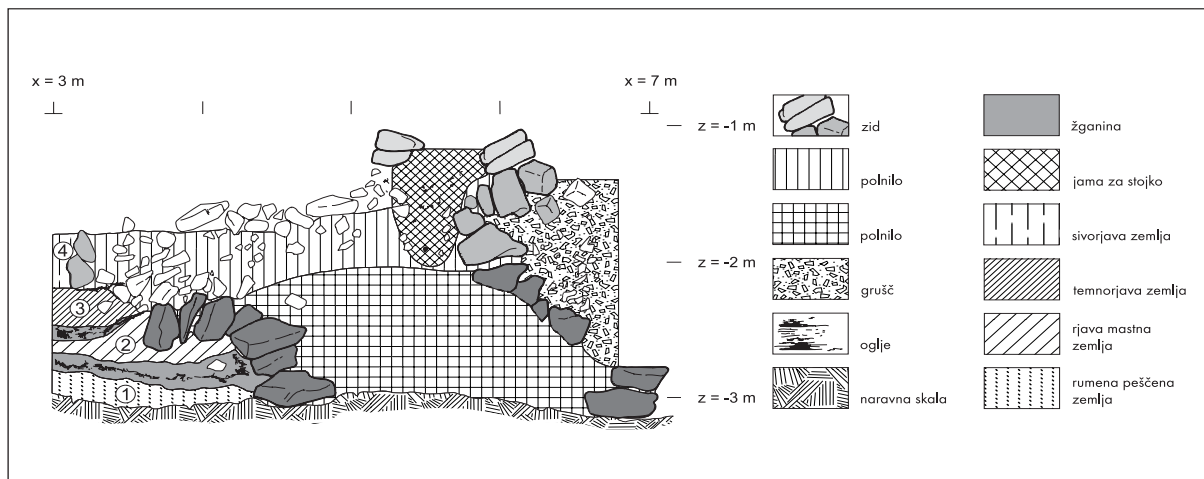 x = 3 m
x = 7 m
z = -1 m
z = -2 m
z = -3 m
4
3
2
1
zid
polnilo
polnilo
grušč
oglje
naravna skala
žganina
jama za stojko
sivorjava zemlja
temnorjava zemlja
rjava mastna
zemlja
rumena peščena
zemlja